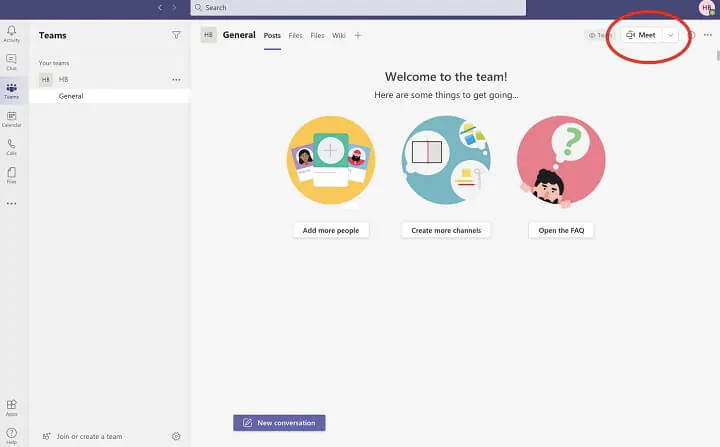 Search
HB
Activity
Chat
Teams
Calendar
Calls
Files
Apps
Help
Teams
Your teams
HB
HB
General
Join or create a team
HB
General
Posts
Files
Files
Wiki
Team
Meet
Welcome to the team!
Here are some things to get going...
Add more people
Create more channels
Open the FAQ
New conversation